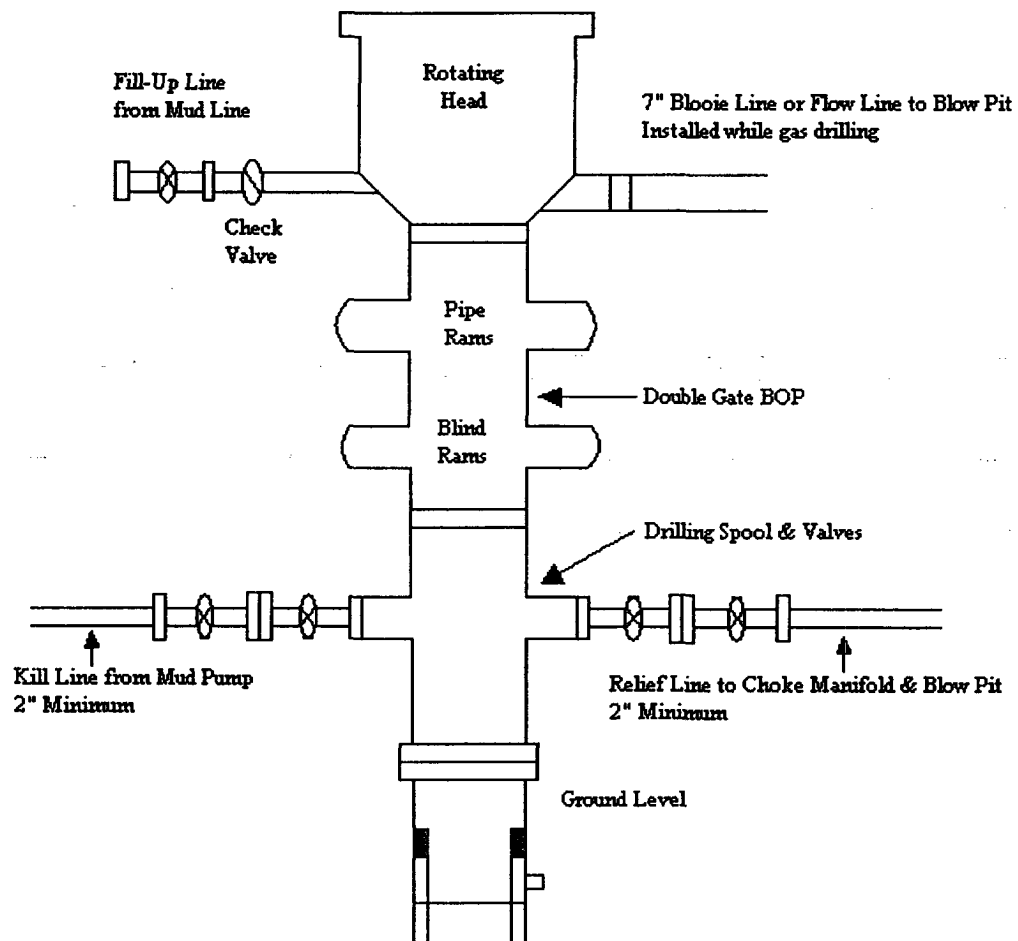 Rotating
Head
Fill-Up Line
from Mud Line
7" Blooie Line or Flow Line to Blow Pit
Installed while gas drilling
Check
Valve
Pipe
Rams
Double Gate BOP
Blind
Rams
Drilling Spool & Valves
Kill Line from Mud Pump
2" Minimum
Relief Line to Choke Manifold & Blow Pit
2" Minimum
Ground Level